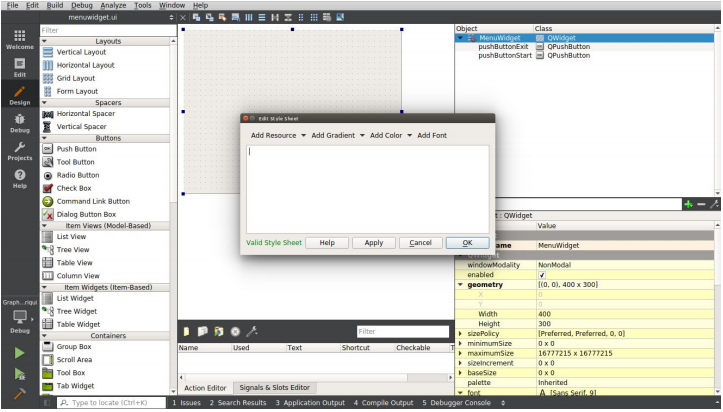 File Edit Build Debug Analyze Tools Window Help
menuwidget.ui
Welcome
Edit
Design
Debug
Projects
Help
Debug
Filter
Layouts
Vertical Layout
Horizontal Layout
Grid Layout
Form Layout
Spacers
Horizontal Spacer
Vertical Spacer
Buttons
Push Button
Tool Button
Radio Button
Check Box
Command Link Button
Dialog Button Box
Item Views (Model-Based)
List View
Tree View
Table View
Column View
Item Widgets (Item-Based)
List Widget
Tree Widget
Table Widget
Containers
Group Box
Scroll Area
Tool Box
Tab Widget
Edit Style Sheet
Add Resource Add Gradient Add Color Add Font
Valid Style Sheet Help Apply Cancel OK
Filter
Name Used Text Shortcut Checkable
Action Editor Signals & Slots Editor
Object Class
MenuWidget QWidget
pushButtonExit QPushButton
pushButtonStart QPushButton
: QWidget
Value
ame MenuWidget
windowModality NonModal
enabled
geometry [(0, 0), 400 x 300]
X 0
Y 0
Width 400
Height 300
sizePolicy [Preferred, Preferred, 0, 0]
minimumSize 0 x 0
maximumSize 16777215 x 16777215
sizeIncrement 0 x 0
baseSize 0 x 0
palette Inherited
font A [Sans Serif, 9]
Type to locate (Ctrl+K) 1 Issues 2 Search Results 3 Application Output 4 Compile Output 5 Debugger Console